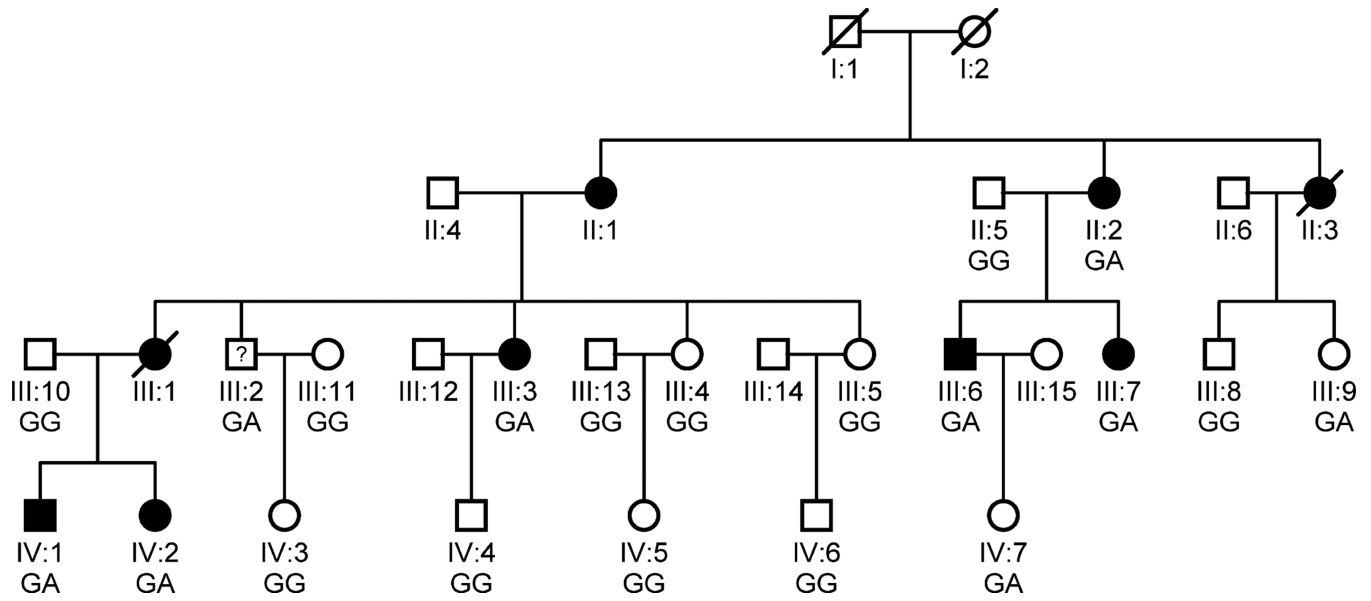 I:1 I:2
II:4 II:1 II:5 II:2 II:6 II:3
GG GA
?
III:10 III:1 III:2 III:11 III:12 III:3 III:13 III:4 III:14 III:5 III:6 III:15 III:7 III:8 III:9
GG GA GG GA GG GG GG GA GA GG GA
IV:1 IV:2 IV:3 IV:4 IV:5 IV:6 IV:7
GA GA GG GG GG GG GA